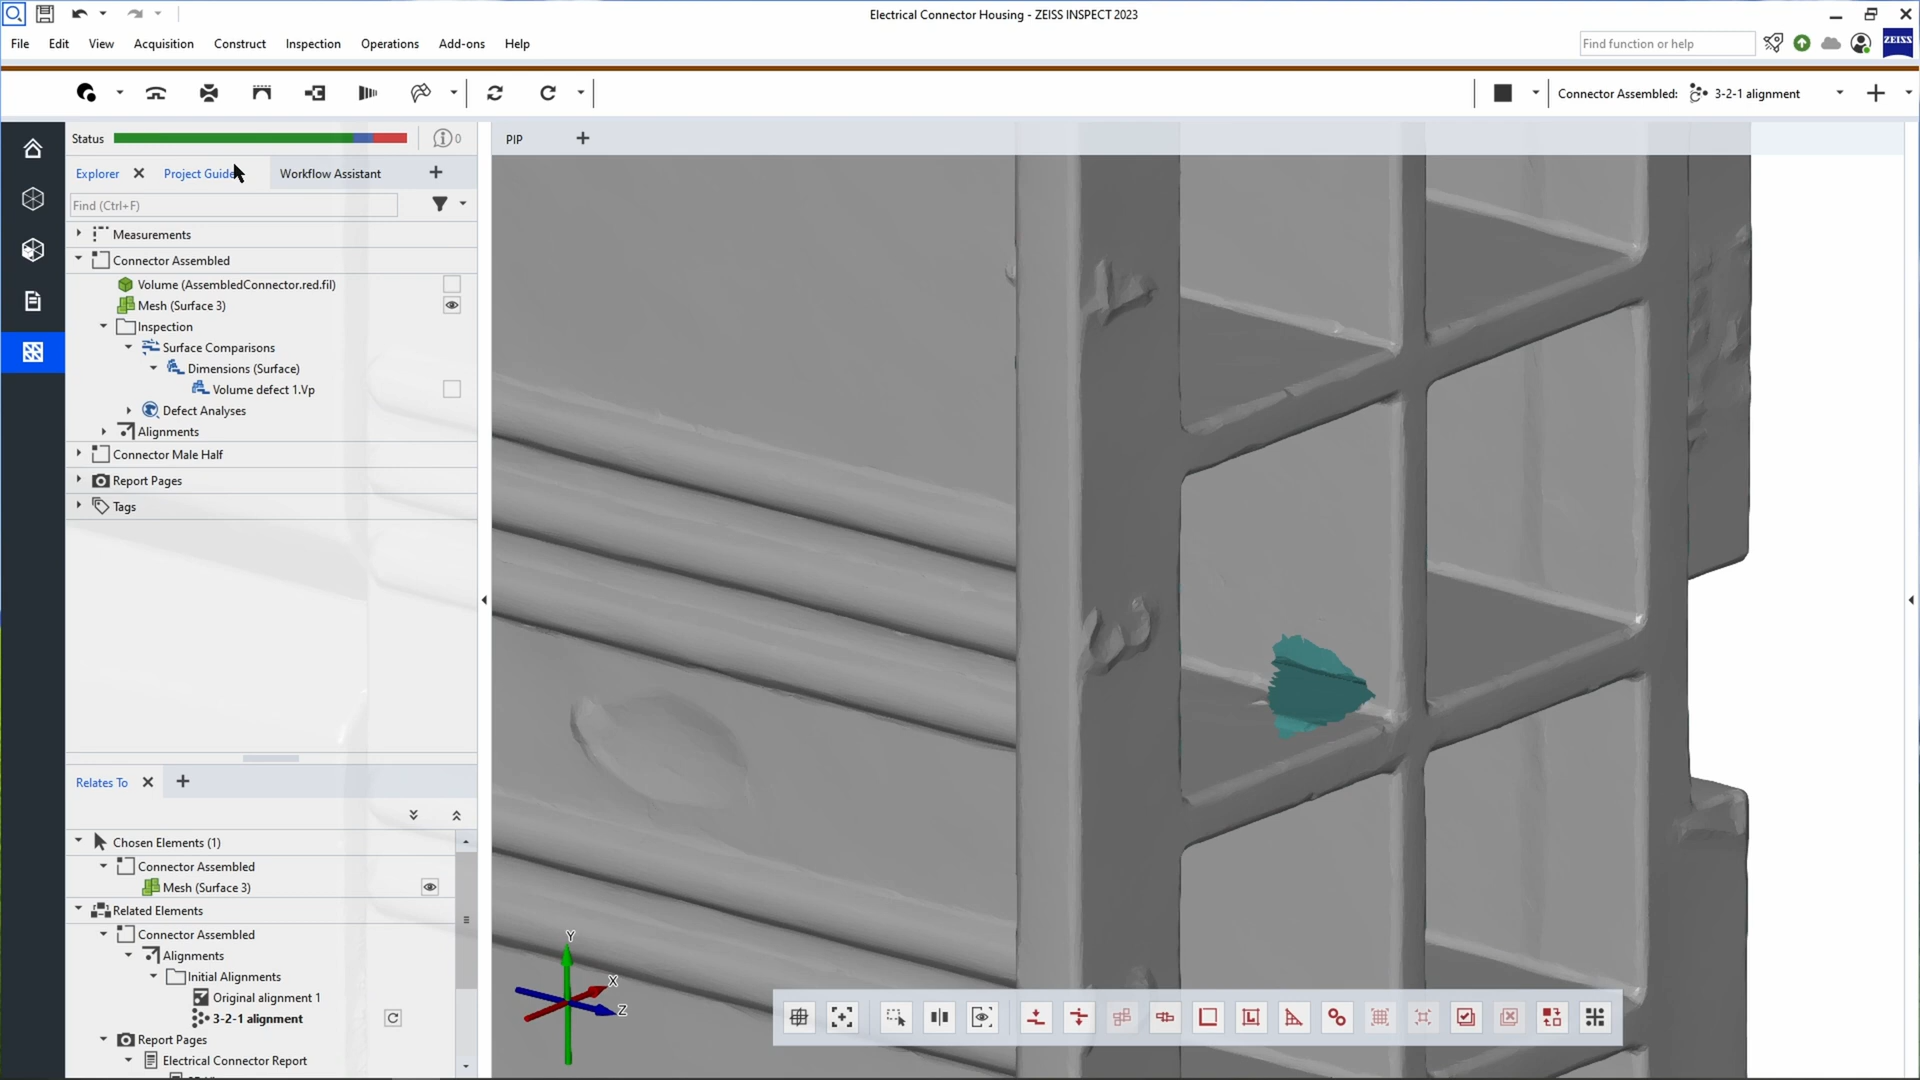 Electrical Connector Housing - ZEISS INSPECT 2023
File Edit View Acquisition Construct Inspection Operations Add-ons Help
Find function or help
ZEISS
Connector Assembled: 3-2-1 alignment
Status
0
PIP
Explorer
Project Guide
Workflow Assistant
Find (Ctrl+F)
Measurements
Connector Assembled
Volume (AssembledConnector.red.fil)
Mesh (Surface 3)
Inspection
Surface Comparisons
Dimensions (Surface)
Volume defect 1.Vp
Defect Analyses
Alignments
Connector Male Half
Report Pages
Tags
Relates To
Chosen Elements (1)
Connector Assembled
Mesh (Surface 3)
Related Elements
Connector Assembled
Alignments
Initial Alignments
Original alignment 1
3-2-1 alignment
Report Pages
Electrical Connector Report
Y
X
Z